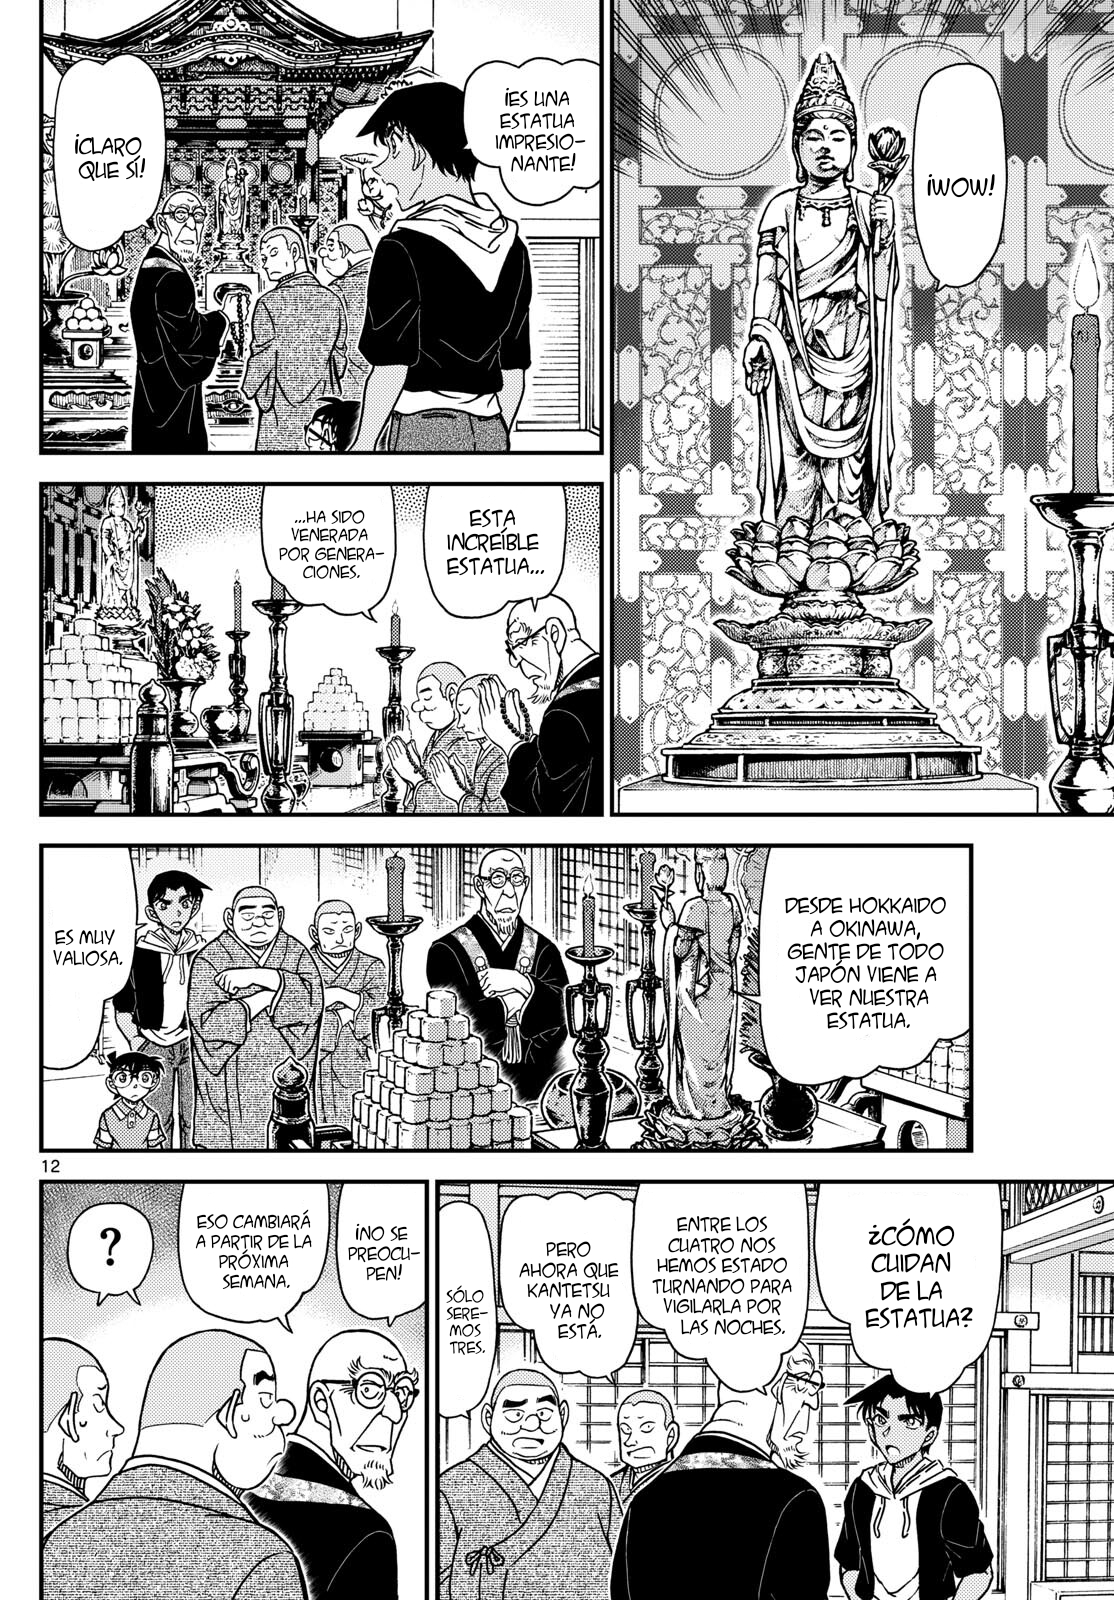 ¡WOW!
¡ES UNA
ESTATUA
IMPRESIO-
NANTE!
¡CLARO
QUE SÍ!
ESTA
INCREÍBLE
ESTATUA...
...HA SIDO
VENERADA
POR GENERA-
CIONES.
DESDE HOKKAIDO
A OKINAWA,
GENTE DE TODO
JAPÓN VIENE A
VER NUESTRA
ESTATUA.
ES MUY
VALIOSA.
12
¿CÓMO
CUIDAN
DE LA
ESTATUA?
ENTRE LOS
CUATRO NOS
HEMOS ESTADO
TURNANDO PARA
VIGILARLA POR
LAS NOCHES.
PERO
AHORA QUE
KANTETSU
YA NO
ESTÁ.
SÓLO
SERE-
MOS
TRES.
¡NO SE
PREOCU-
PEN!
ESO CAMBIARÁ
A PARTIR DE LA
PRÓXIMA
SEMANA.
?